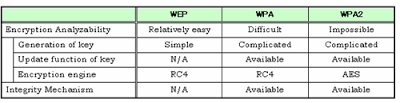 WEP WPA WPA2
Encryption Analyzability Relatively easy Difficult Impossible
Generation of key Simple Complicated Complicated
Update function of key N/A Available Available
Encryption engine RC4 RC4 AES
Integrity Mechanism N/A Available Available